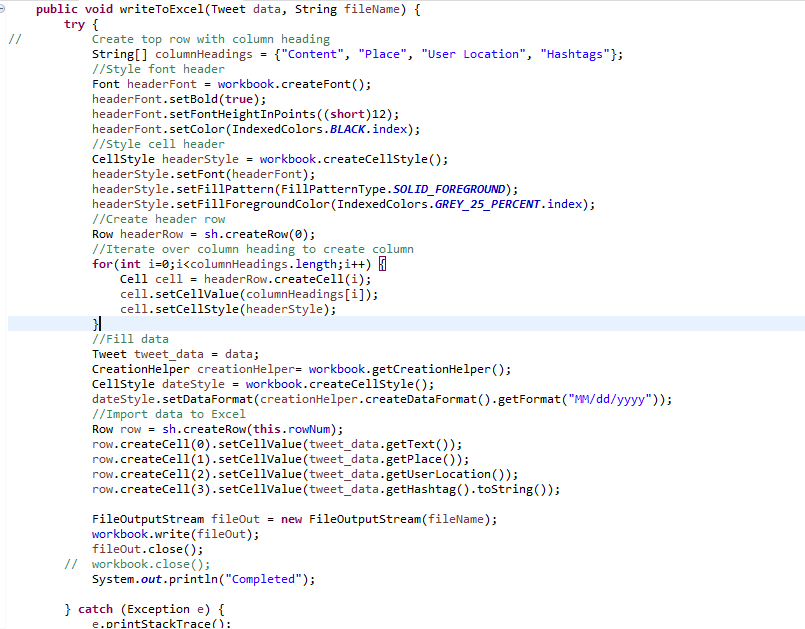 public void writeToExcel(Tweet data, String fileName) {
try {
// Create top row with column heading
String[] columnHeadings = {"Content", "Place", "User Location", "Hashtags"};
//Style font header
Font headerFont = workbook.createFont();
headerFont.setBold(true);
headerFont.setFontHeightInPoints((short)12);
headerFont.setColor(IndexedColors.BLACK.index);
//Style cell header
CellStyle headerStyle = workbook.createCellStyle();
headerStyle.setFont(headerFont);
headerStyle.setFillPattern(FillPatternType.SOLID_FOREGROUND);
headerStyle.setFillForegroundColor(IndexedColors.GREY_25_PERCENT.index);
//Create header row
Row headerRow = sh.createRow(0);
//Iterate over column heading to create column
for(int i=0;i<columnHeadings.length;i++) {
Cell cell = headerRow.createCell(i);
cell.setCellValue(columnHeadings[i]);
cell.setCellStyle(headerStyle);
}
//Fill data
Tweet tweet_data = data;
CreationHelper creationHelper= workbook.getCreationHelper();
CellStyle dateStyle = workbook.createCellStyle();
dateStyle.setDataFormat(creationHelper.createDataFormat().getFormat("MM/dd/yyyy"));
//Import data to Excel
Row row = sh.createRow(this.rowNum);
row.createCell(0).setCellValue(tweet_data.getText());
row.createCell(1).setCellValue(tweet_data.getPlace());
row.createCell(2).setCellValue(tweet_data.getUserLocation());
row.createCell(3).setCellValue(tweet_data.getHashtag().toString());
FileOutputStream fileOut = new FileOutputStream(fileName);
workbook.write(fileOut);
fileOut.close();
// workbook.close();
System.out.println("Completed");
} catch (Exception e) {
e.printStackTrace();